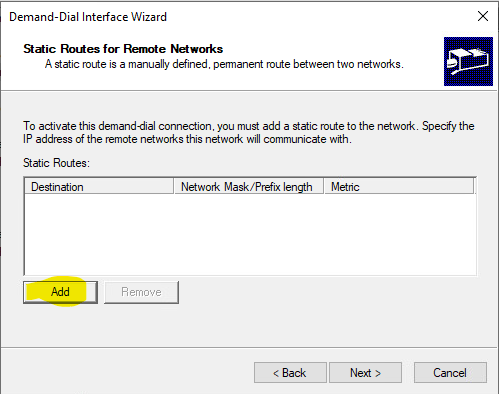 Demand-Dial Interface Wizard
Static Routes for Remote Networks
A static route is a manually defined, permanent route between two networks.
To activate this demand-dial connection, you must add a static route to the network. Specify the
IP address of the remote networks this network will communicate with.
Static Routes:
Destination Network Mask/Prefix length Metric
Add Remove
< Back Next > Cancel